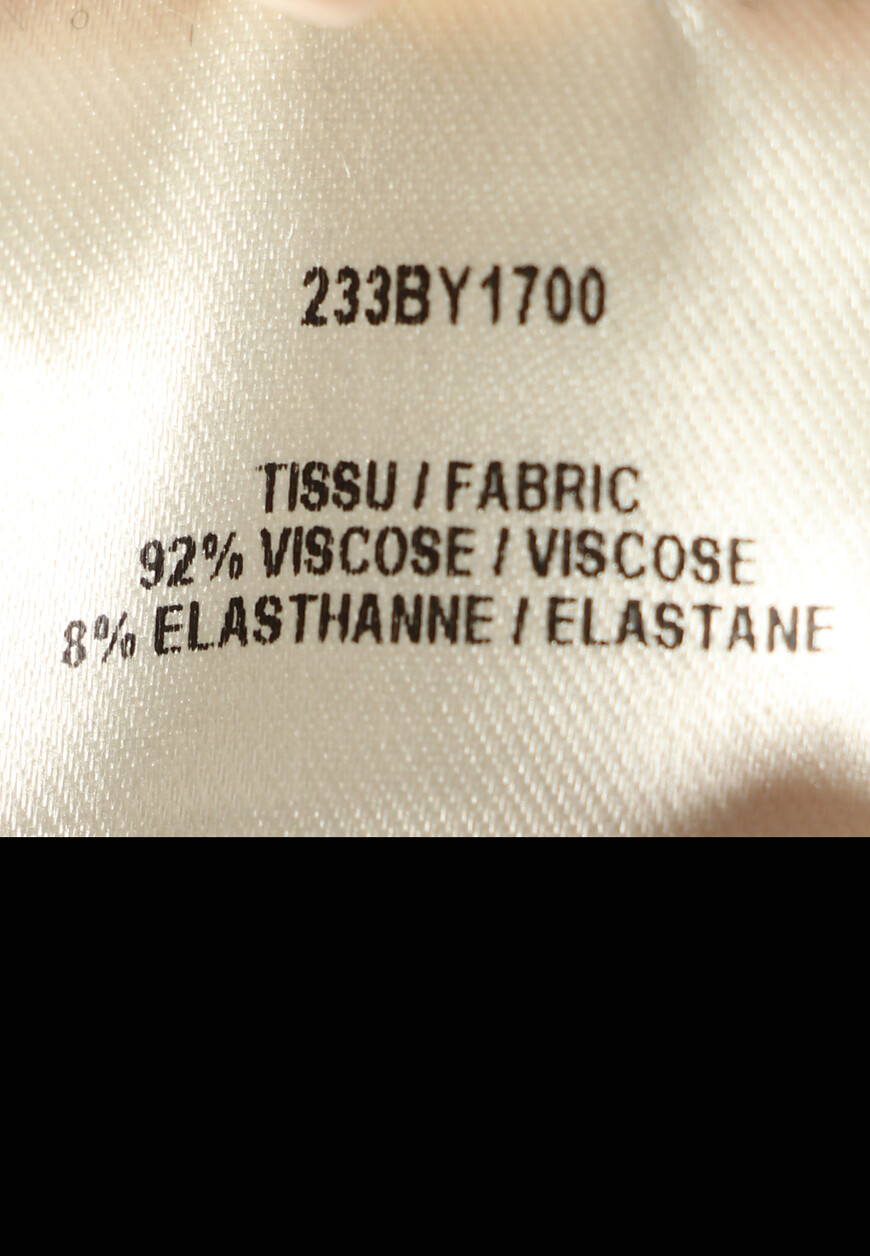 233BY1700
TISSU / FABRIC
92% VISCOSE / VISCOSE
8% ELASTHANNE / ELASTANE